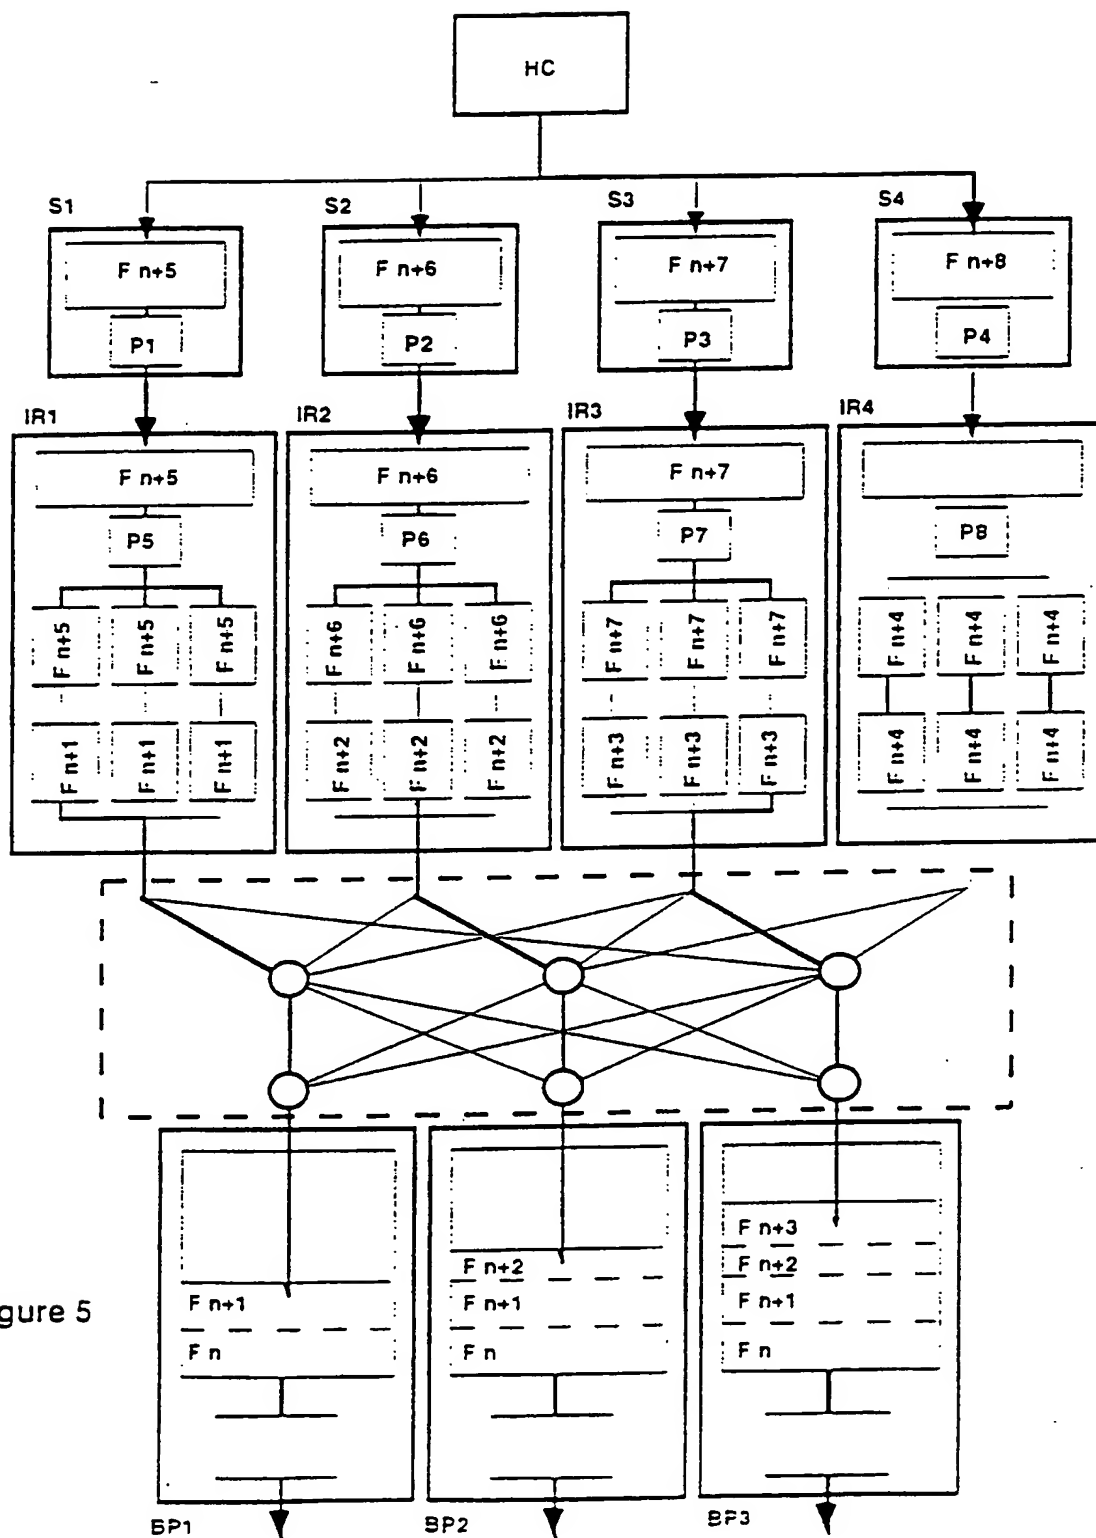 HC
S1 S2 S3 S4
F n+5 F n+6 F n+7 F n+8
P1 P2 P3 P4
IR1 IR2 IR3 IR4
F n+5 F n+6 F n+7
P5 P6 P7 P8
F n+5 F n+5 F n+5 F n+6 F n+6 F n+6 F n+7 F n+7 F n+7 F n+4 F n+4 F n+4
F n+1 F n+1 F n+1 F n+2 F n+2 F n+2 F n+3 F n+3 F n+3 F n+4 F n+4 F n+4
F n+1
F n
F n+2
F n+1
F n
F n+3
F n+2
F n+1
F n
gure 5
BP1 BP2 BP3